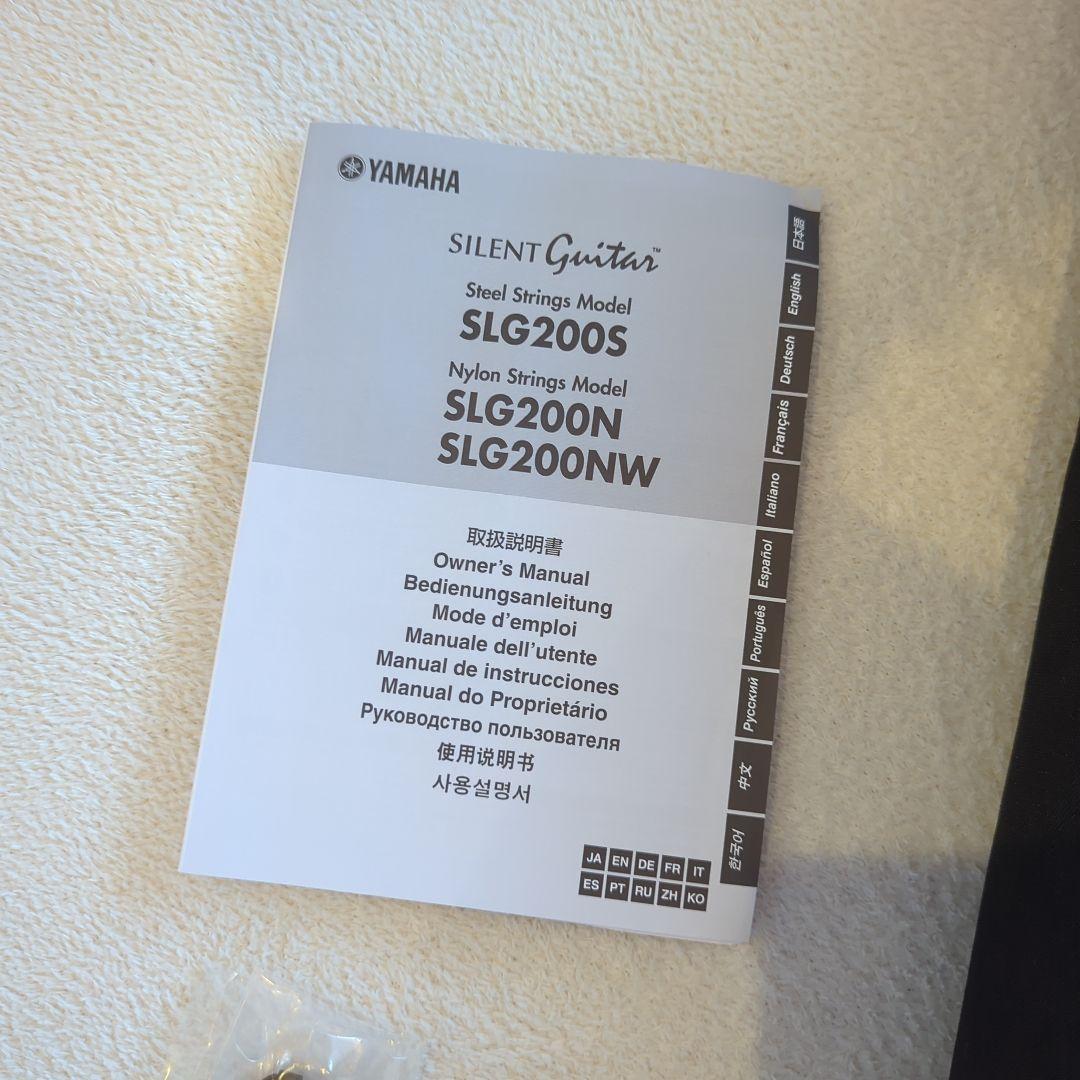 YAMAHA
SILENT Guitar™
Steel Strings Model
SLG200S
Nylon Strings Model
SLG200N
SLG200NW
取扱説明書
Owner's Manual
Bedienungsanleitung
Mode d'emploi
Manuale dell'utente
Manual de instrucciones
Manual do Proprietário
Руководство пользователя
使用说明书
사용설명서
日本語
English
Deutsch
Français
Italiano
Español
Português
Русский
中文
한국어
JA EN DE FR IT
ES PT RU ZH KO